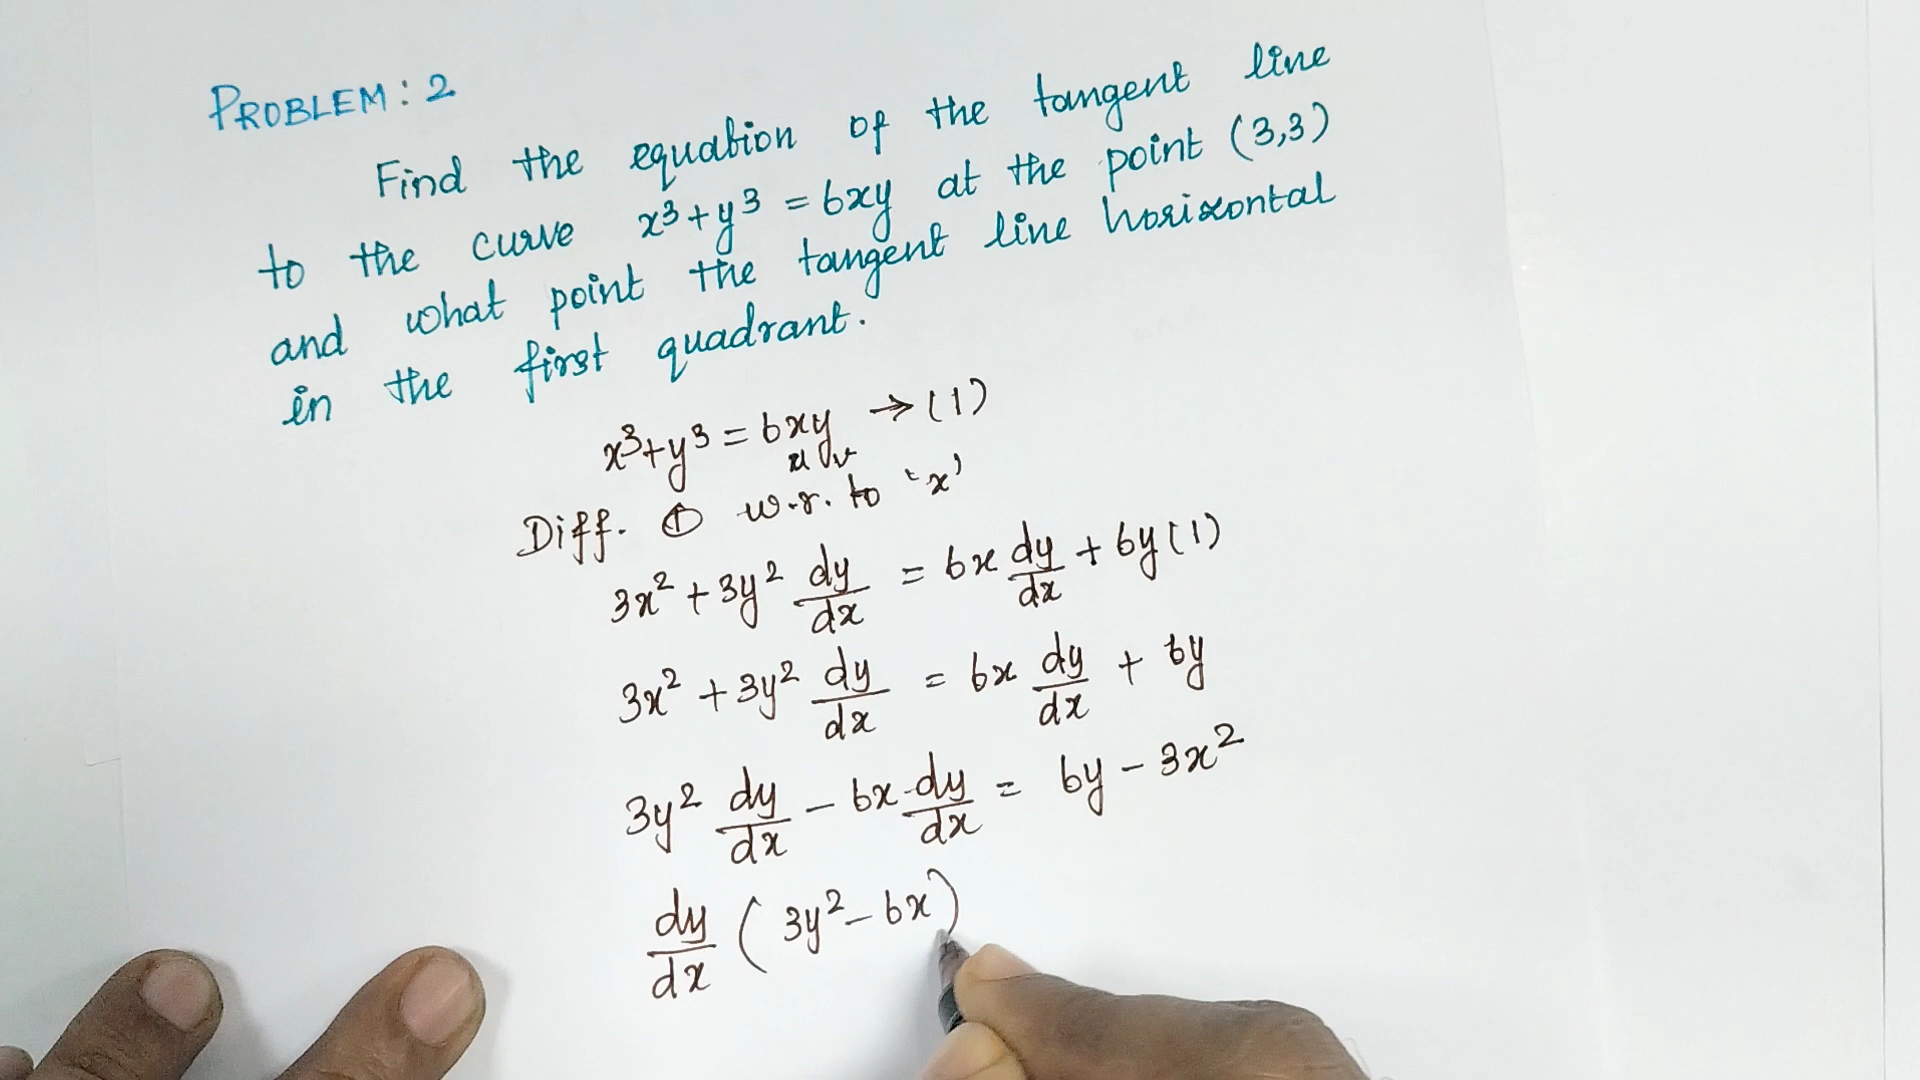 PROBLEM: 2
Find the equation of the tangent line
to the curve x³+y³ = 6xy at the point (3,3)
and what point the tangent line horizontal
in the first quadrant.
x³+y³ = 6xy → (1)
u v
Diff. ① w.r. to 'x'
3x² + 3y² dy/dx = 6x dy/dx + 6y(1)
3x² + 3y² dy/dx = 6x dy/dx + 6y
3y² dy/dx - 6x dy/dx = 6y - 3x²
dy/dx (3y² - 6x)